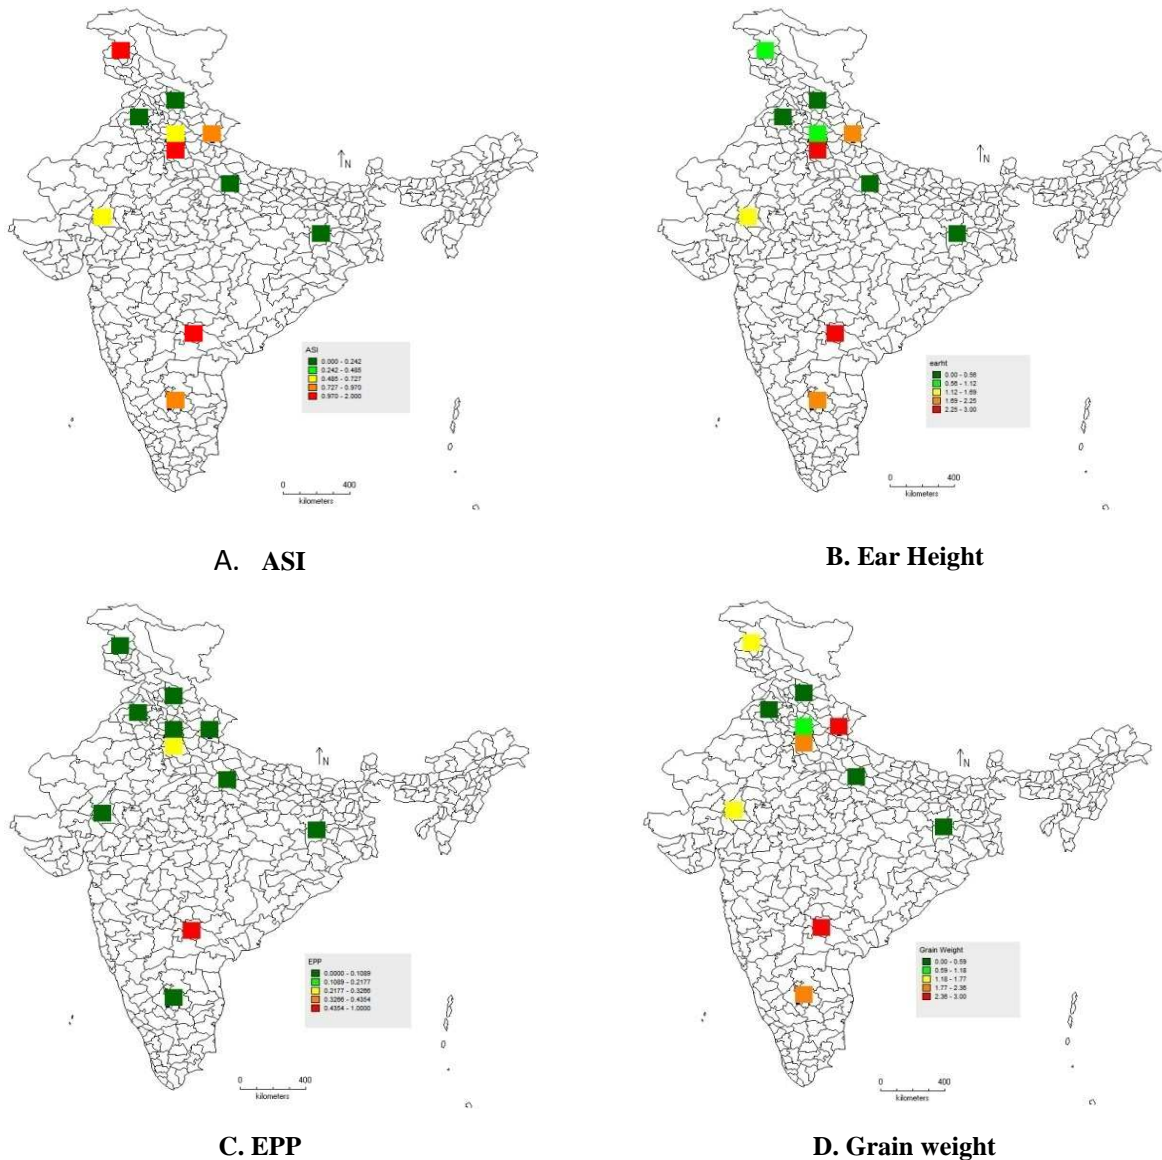 N
ASI
0.000 - 0.242
0.242 - 0.485
0.485 - 0.727
0.727 - 0.970
0.970 - 2.000
0 400
kilometers
A. ASI
N
earht
0.00 - 0.56
0.56 - 1.12
1.12 - 1.69
1.69 - 2.25
2.25 - 3.00
0 400
kilometers
B. Ear Height
N
EPP
0.0000 - 0.1089
0.1089 - 0.2177
0.2177 - 0.3266
0.3266 - 0.4354
0.4354 - 1.0000
0 400
kilometers
C. EPP
N
Grain Weight
0.00 - 0.59
0.59 - 1.18
1.18 - 1.77
1.77 - 2.36
2.36 - 3.00
0 400
kilometers
D. Grain weight